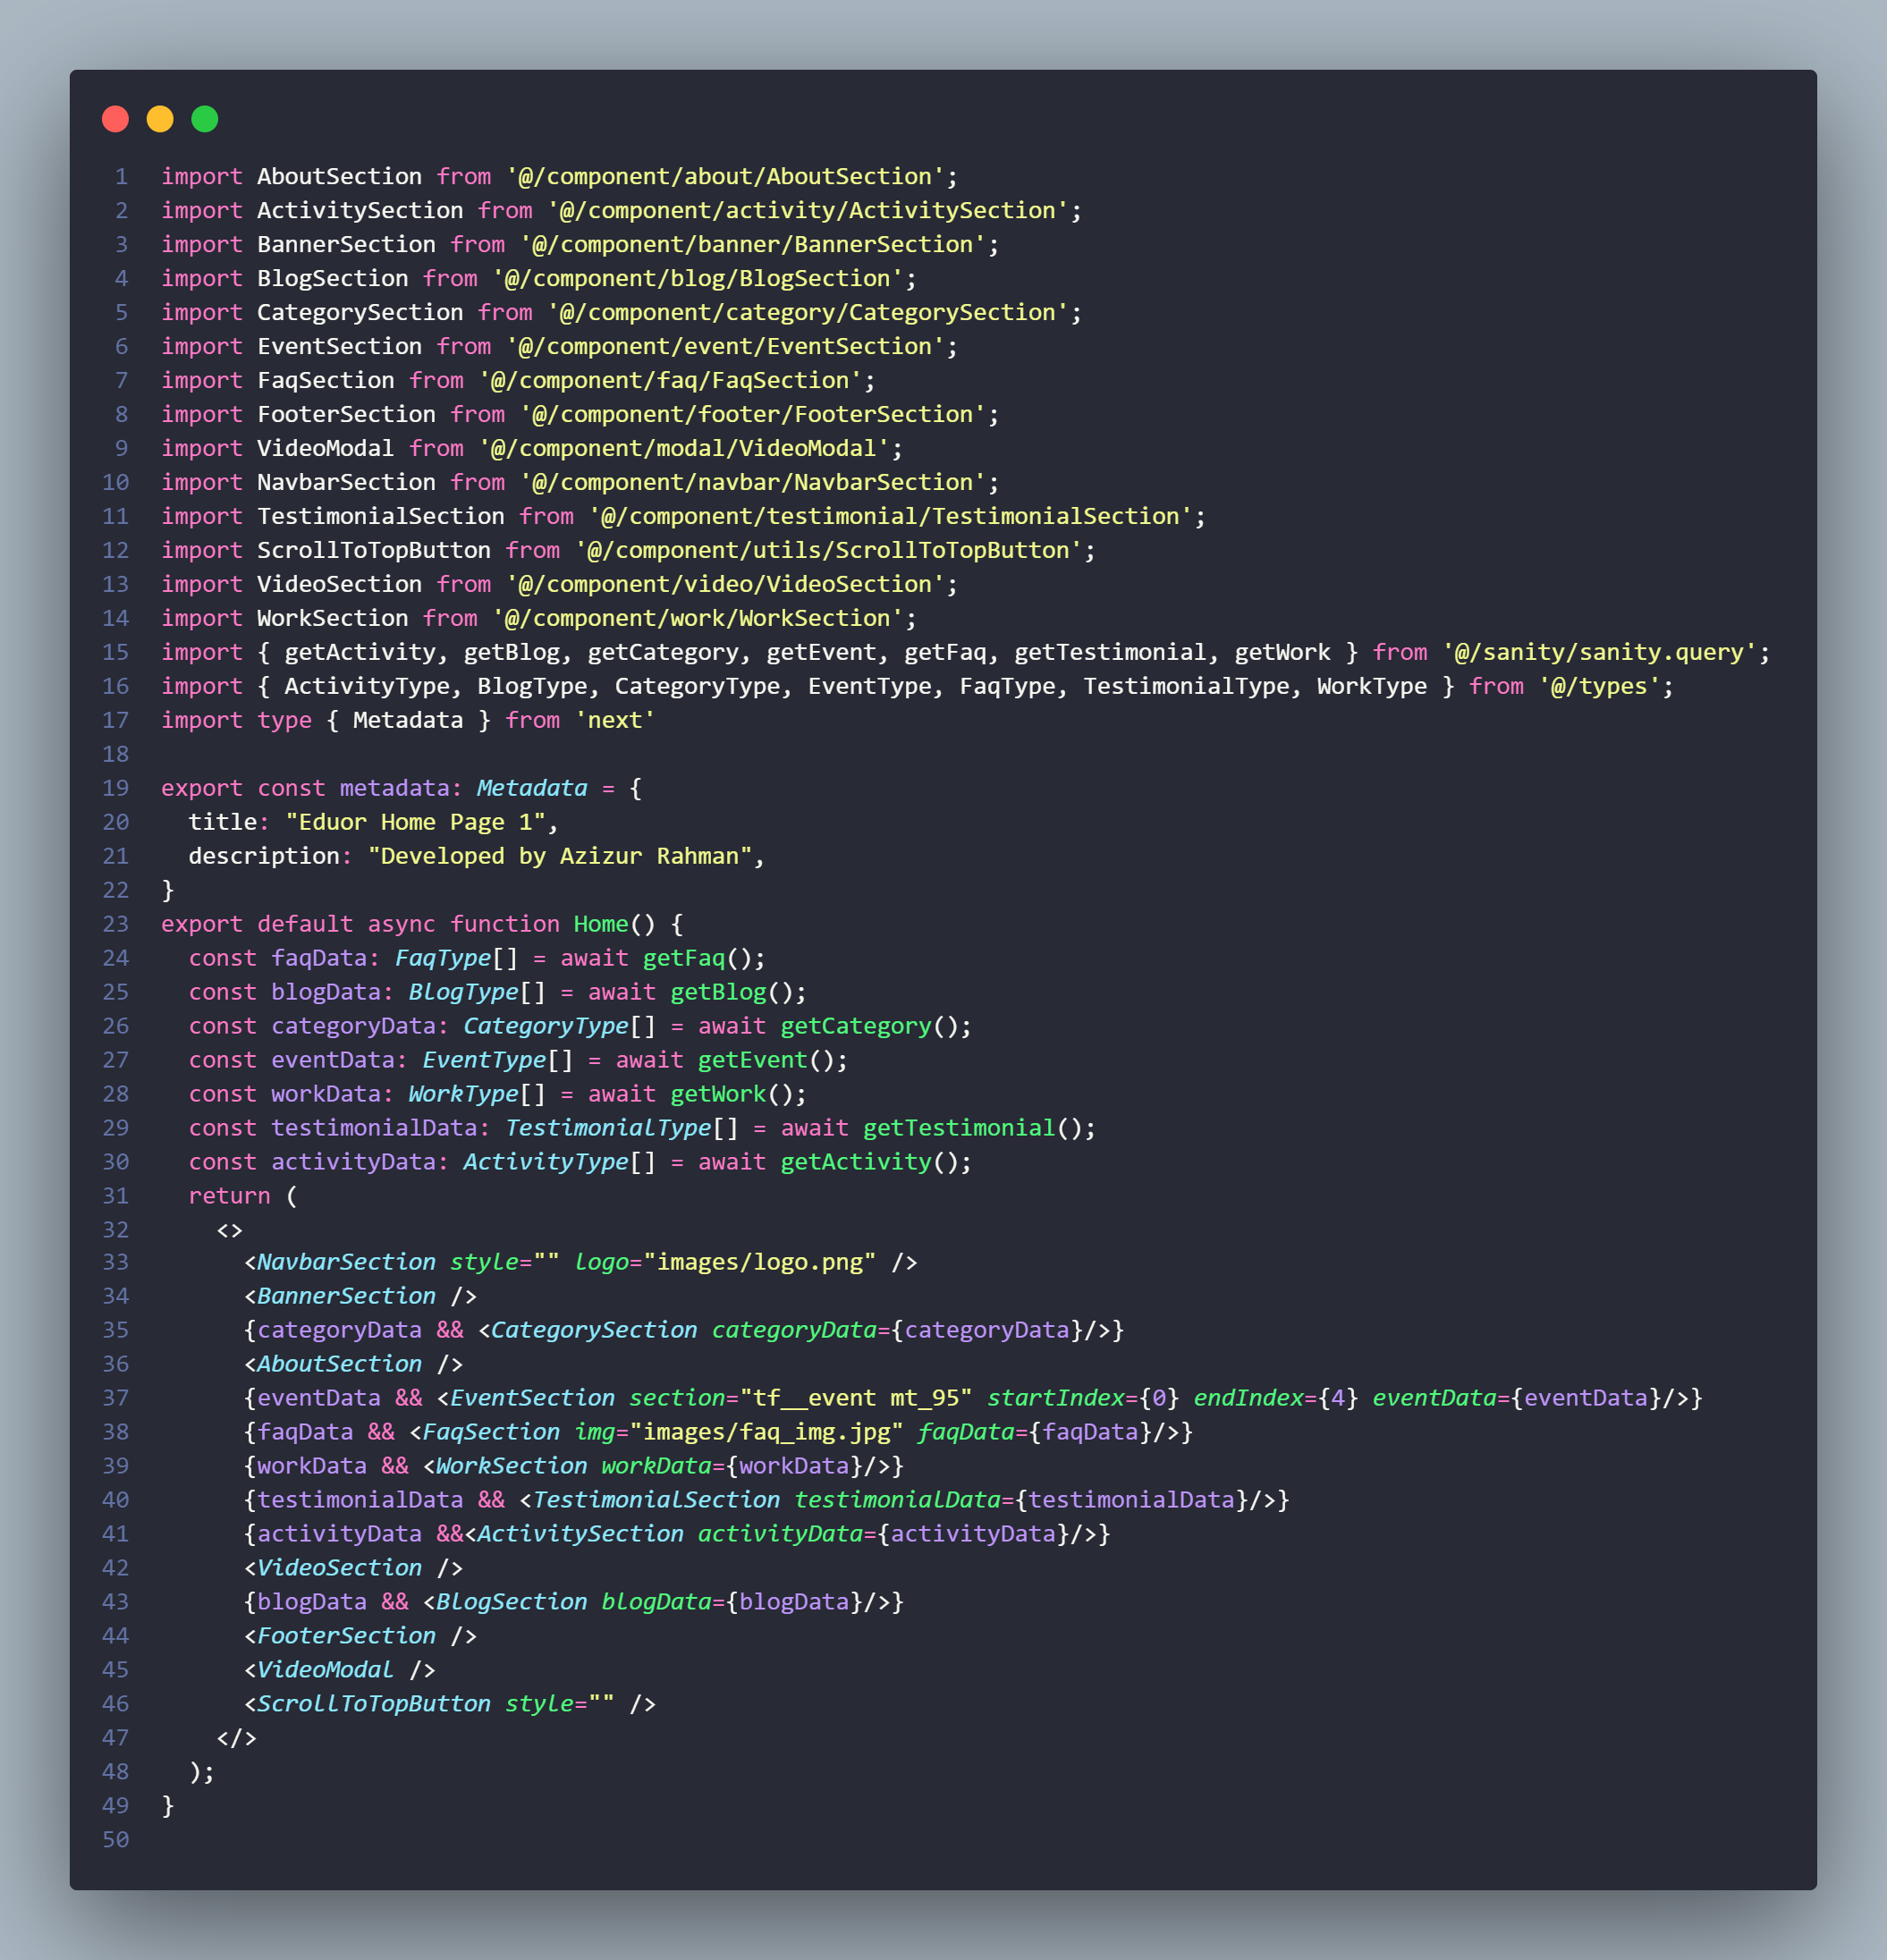 1 import AboutSection from '@/component/about/AboutSection';
2 import ActivitySection from '@/component/activity/ActivitySection';
3 import BannerSection from '@/component/banner/BannerSection';
4 import BlogSection from '@/component/blog/BlogSection';
5 import CategorySection from '@/component/category/CategorySection';
6 import EventSection from '@/component/event/EventSection';
7 import FaqSection from '@/component/faq/FaqSection';
8 import FooterSection from '@/component/footer/FooterSection';
9 import VideoModal from '@/component/modal/VideoModal';
10 import NavbarSection from '@/component/navbar/NavbarSection';
11 import TestimonialSection from '@/component/testimonial/TestimonialSection';
12 import ScrollToTopButton from '@/component/utils/ScrollToTopButton';
13 import VideoSection from '@/component/video/VideoSection';
14 import WorkSection from '@/component/work/WorkSection';
15 import { getActivity, getBlog, getCategory, getEvent, getFaq, getTestimonial, getWork } from '@/sanity/sanity.query';
16 import { ActivityType, BlogType, CategoryType, EventType, FaqType, TestimonialType, WorkType } from '@/types';
17 import type { Metadata } from 'next'
18
19 export const metadata: Metadata = {
20   title: "Eduor Home Page 1",
21   description: "Developed by Azizur Rahman",
22 }
23 export default async function Home() {
24   const faqData: FaqType[] = await getFaq();
25   const blogData: BlogType[] = await getBlog();
26   const categoryData: CategoryType[] = await getCategory();
27   const eventData: EventType[] = await getEvent();
28   const workData: WorkType[] = await getWork();
29   const testimonialData: TestimonialType[] = await getTestimonial();
30   const activityData: ActivityType[] = await getActivity();
31   return (
32     <>
33       <NavbarSection style="" logo="images/logo.png" />
34       <BannerSection />
35       {categoryData && <CategorySection categoryData={categoryData}/>}
36       <AboutSection />
37       {eventData && <EventSection section="tf__event mt_95" startIndex={0} endIndex={4} eventData={eventData}/>}
38       {faqData && <FaqSection img="images/faq_img.jpg" faqData={faqData}/>}
39       {workData && <WorkSection workData={workData}/>}
40       {testimonialData && <TestimonialSection testimonialData={testimonialData}/>}
41       {activityData &&<ActivitySection activityData={activityData}/>}
42       <VideoSection />
43       {blogData && <BlogSection blogData={blogData}/>}
44       <FooterSection />
45       <VideoModal />
46       <ScrollToTopButton style="" />
47     </>
48   );
49 }
50